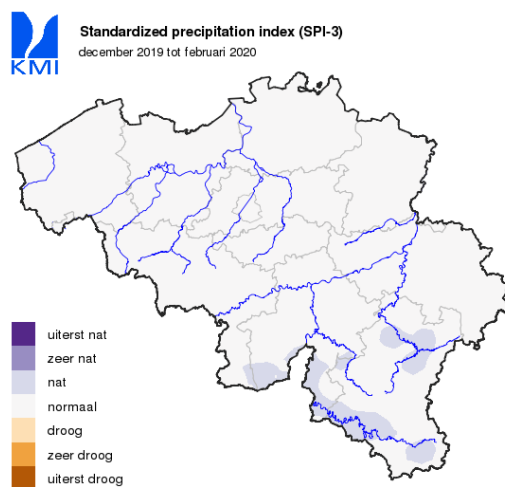 KMI
Standardized precipitation index (SPI-3)
december 2019 tot februari 2020
uiterst nat
zeer nat
nat
normaal
droog
zeer droog
uiterst droog